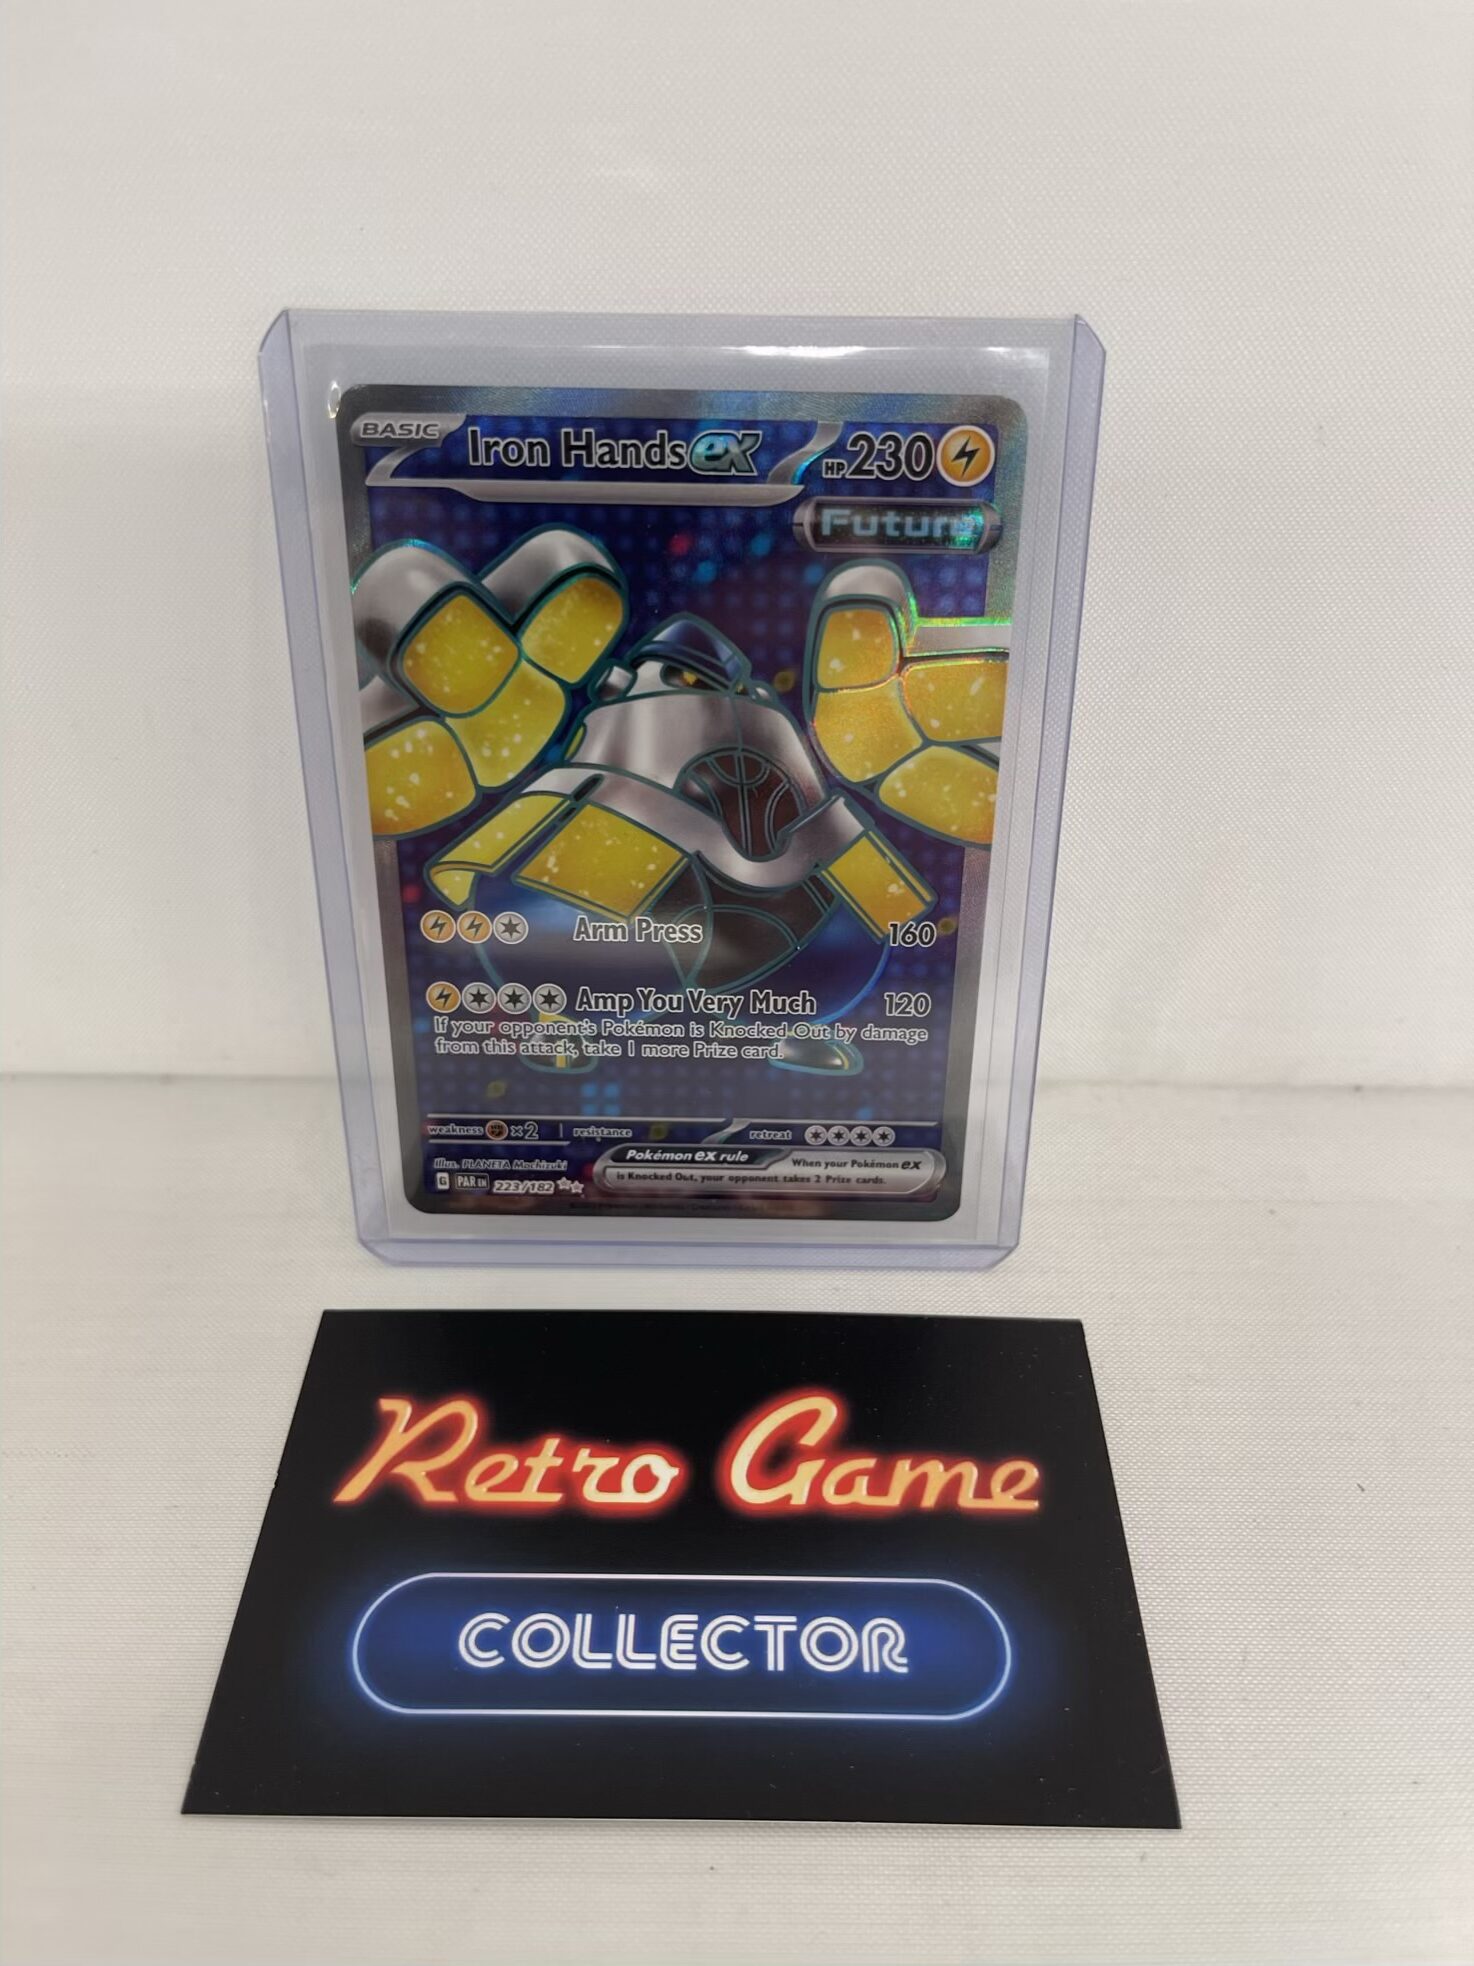 BASIC
Iron Hands ex
HP 230
Future
Arm Press 160
Amp You Very Much 120
If your opponent's Pokémon is Knocked Out by damage
from this attack, take 1 more Prize card.
weakness x2 resistance retreat
Illus. PLANETA Mochizuki
Pokémon ex rule When your Pokémon ex
is Knocked Out, your opponent takes 2 Prize cards.
G PAR EN 223/182
Retro Game
COLLECTOR